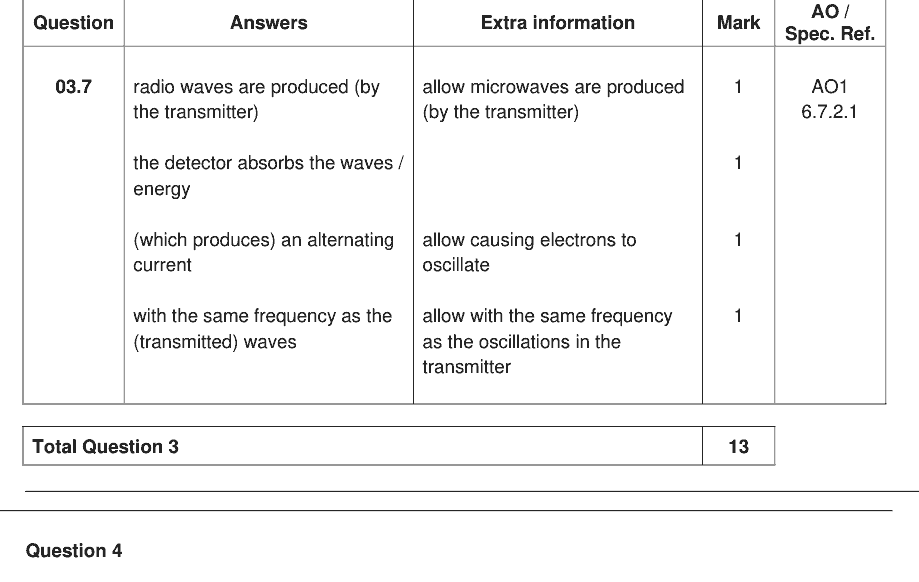 Question Answers Extra information Mark AO /
Spec. Ref.
03.7 radio waves are produced (by allow microwaves are produced 1 AO1
the transmitter) (by the transmitter) 6.7.2.1
the detector absorbs the waves / 1
energy
(which produces) an alternating allow causing electrons to 1
current oscillate
with the same frequency as the allow with the same frequency 1
(transmitted) waves as the oscillations in the
transmitter
Total Question 3 13
Question 4